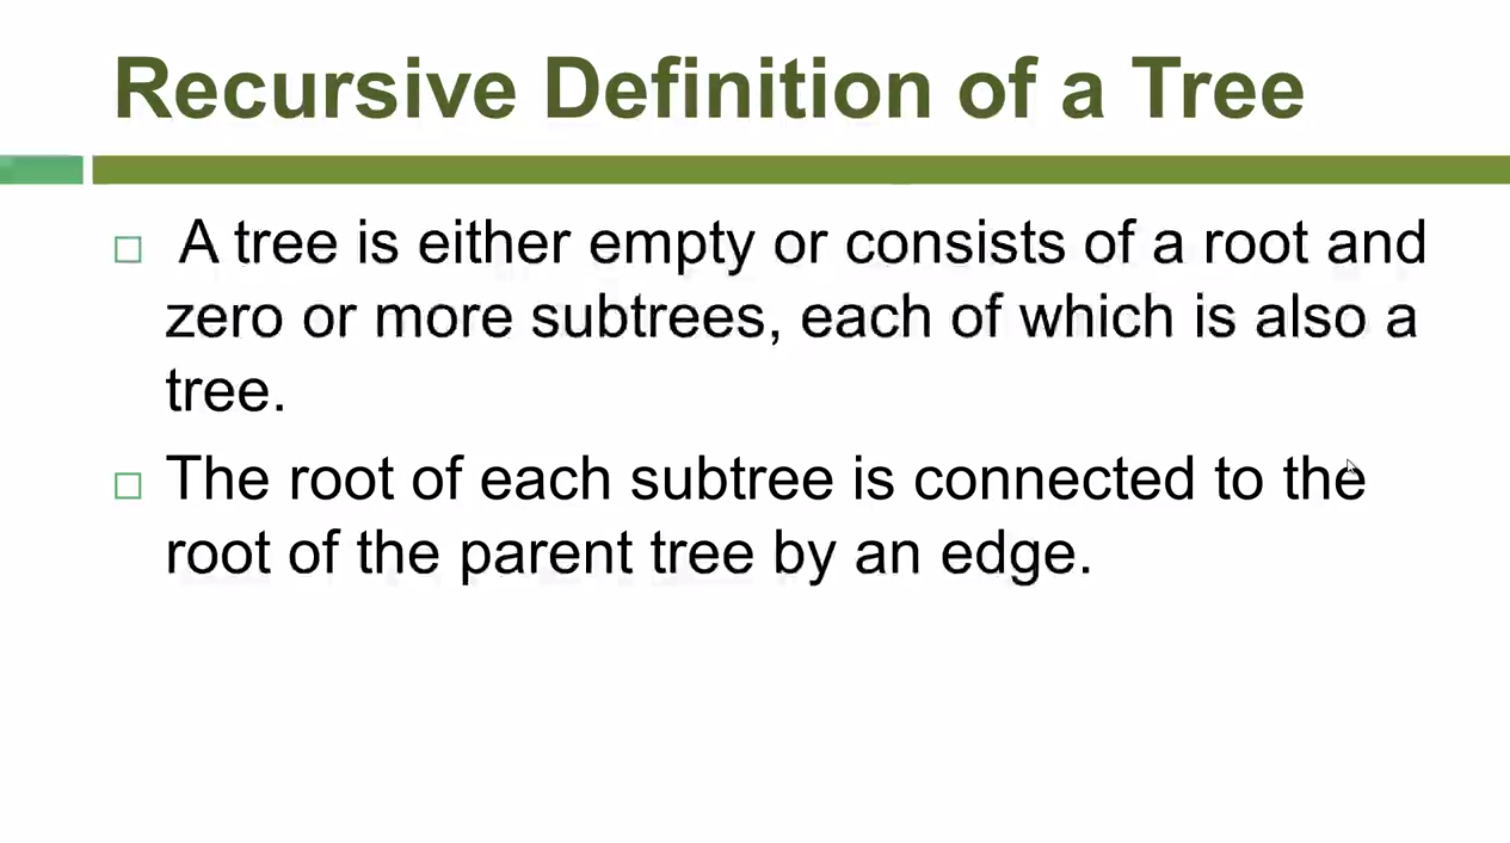 Recursive Definition of a Tree
A tree is either empty or consists of a root and
zero or more subtrees, each of which is also a
tree.
The root of each subtree is connected to the
root of the parent tree by an edge.